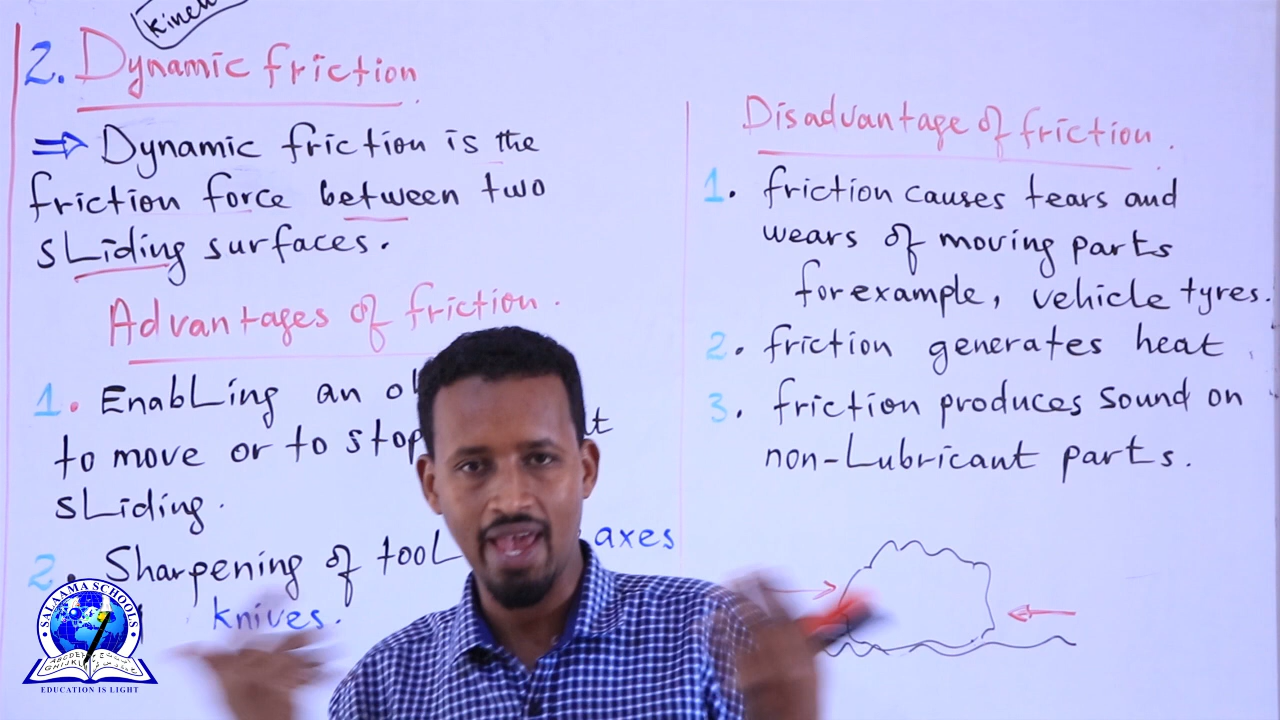 2. Dynamic friction
⇒ Dynamic friction is the
friction force between two
sliding surfaces.
Advantages of friction.
1. Enabling an
to move or to stop
sliding.
2. Sharpening of tool axes
knives.
Disadvantage of friction.
1. friction causes tears and
wears of moving parts
for example, vehicle tyres.
2. friction generates heat
3. friction produces sound on
non-Lubricant parts.
SALAAMA SCHOOLS
EDUCATION IS LIGHT